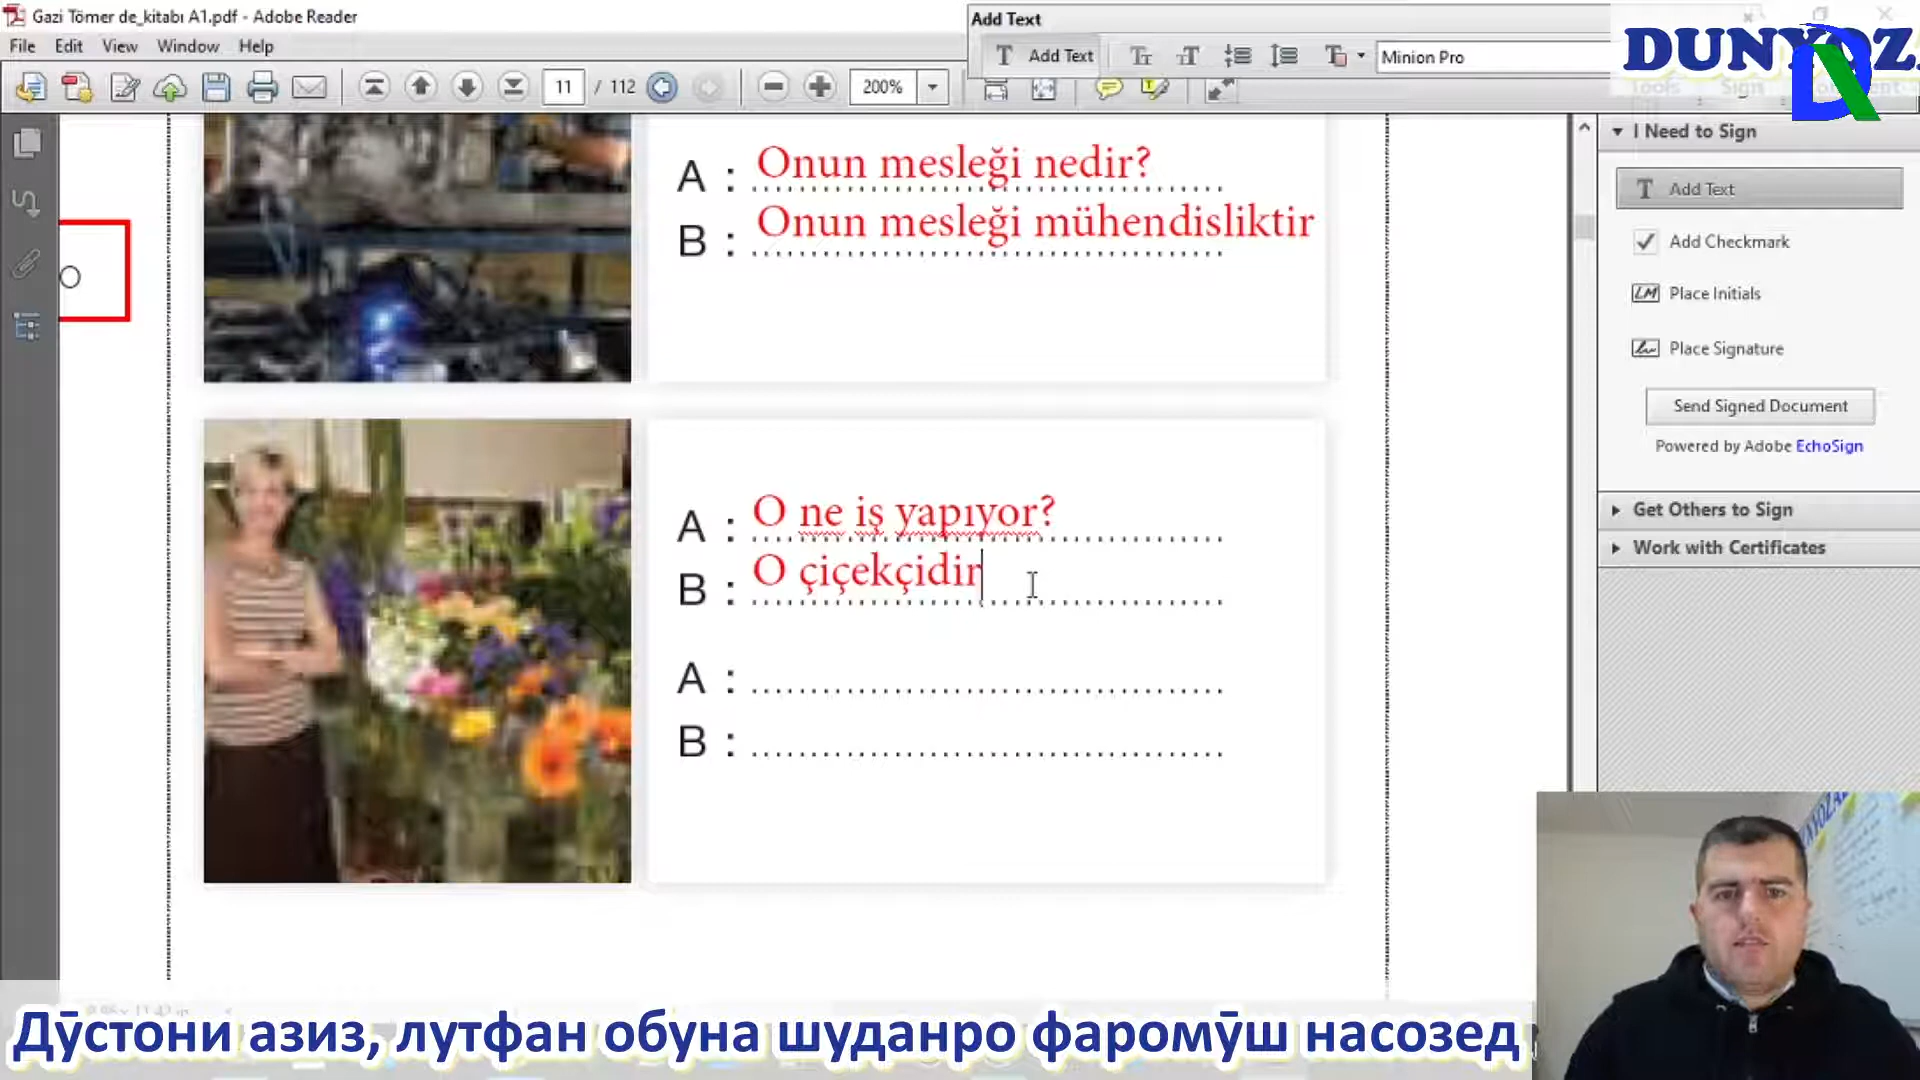 Gazi Tömer de_kitabı A1.pdf - Adobe Reader
File Edit View Window Help
Add Text
Add Text
Minion Pro
DUNYOZ
11 / 112
200%
A : Onun mesleği nedir?
B : Onun mesleği mühendisliktir
O
A : O ne iş yapıyor?
B : O çiçekçidir
A :
B :
I Need to Sign
Add Text
Add Checkmark
Place Initials
Place Signature
Send Signed Document
Powered by Adobe EchoSign
Get Others to Sign
Work with Certificates
Дӯстони азиз, лутфан обуна шуданро фаромӯш насозед